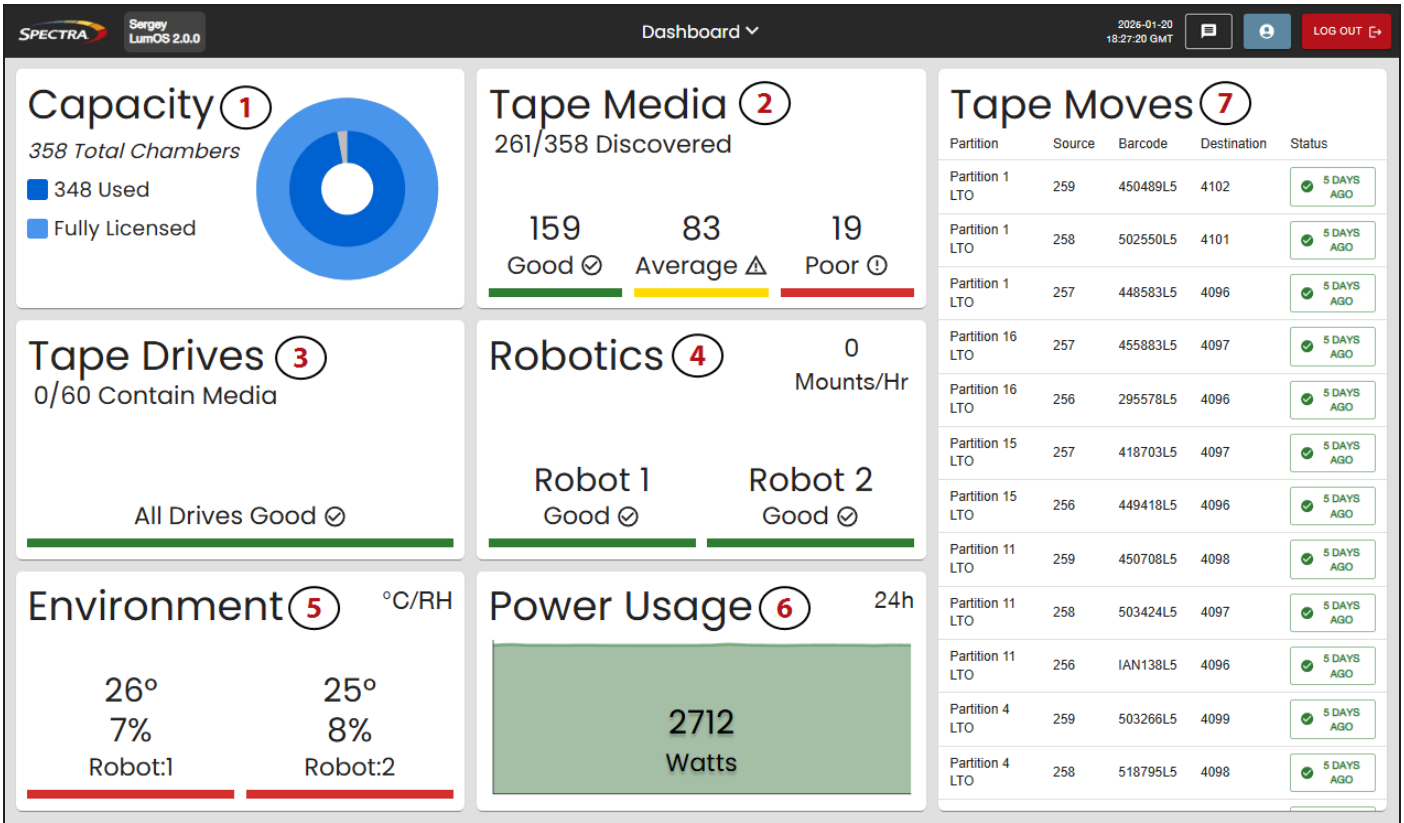 SPECTRA
Sergey
LumOS 2.0.0
Dashboard
2026-01-20
18:27:20 GMT
LOG OUT
Capacity 1
358 Total Chambers
348 Used
Fully Licensed
Tape Media 2
261/358 Discovered
159 83 19
Good Average Poor
Tape Drives 3
0/60 Contain Media
All Drives Good
Robotics 4
0
Mounts/Hr
Robot 1 Robot 2
Good Good
Environment 5 °C/RH
26° 25°
7% 8%
Robot:1 Robot:2
Power Usage 6 24h
2712
Watts
Tape Moves 7
Partition Source Barcode Destination Status
Partition 1 LTO 259 450489L5 4102 5 DAYS AGO
Partition 1 LTO 258 502550L5 4101 5 DAYS AGO
Partition 1 LTO 257 448583L5 4096 5 DAYS AGO
Partition 16 LTO 257 455883L5 4097 5 DAYS AGO
Partition 16 LTO 256 295578L5 4096 5 DAYS AGO
Partition 15 LTO 257 418703L5 4097 5 DAYS AGO
Partition 15 LTO 256 449418L5 4096 5 DAYS AGO
Partition 11 LTO 259 450708L5 4098 5 DAYS AGO
Partition 11 LTO 258 503424L5 4097 5 DAYS AGO
Partition 11 LTO 256 IAN138L5 4096 5 DAYS AGO
Partition 4 LTO 259 503266L5 4099 5 DAYS AGO
Partition 4 LTO 258 518795L5 4098 5 DAYS AGO